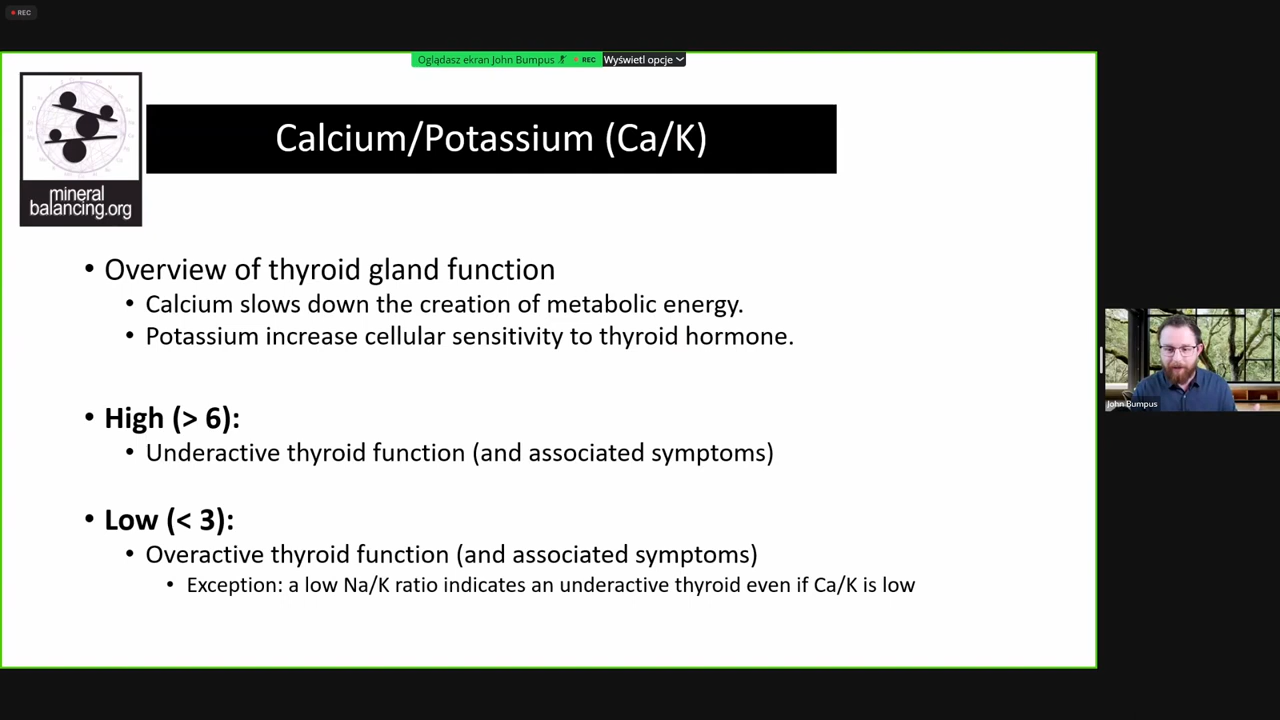 REC
Oglądasz ekran John Bumpus
REC
Wyświetl opcje
Calcium/Potassium (Ca/K)
mineral
balancing.org
• Overview of thyroid gland function
• Calcium slows down the creation of metabolic energy.
• Potassium increase cellular sensitivity to thyroid hormone.
• High (> 6):
• Underactive thyroid function (and associated symptoms)
• Low (< 3):
• Overactive thyroid function (and associated symptoms)
• Exception: a low Na/K ratio indicates an underactive thyroid even if Ca/K is low
John Bumpus